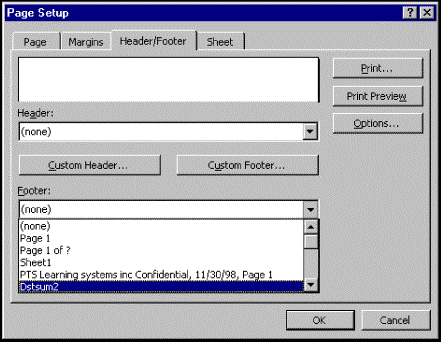 Page Setup
Page Margins Header/Footer Sheet
Print...
Print Preview
Header:
(none)
Options...
Custom Header... Custom Footer...
Footer:
(none)
(none)
Page 1
Page 1 of ?
Sheet1
PTS Learning systems inc Confidential, 11/30/98, Page 1
Dstsum2
OK Cancel